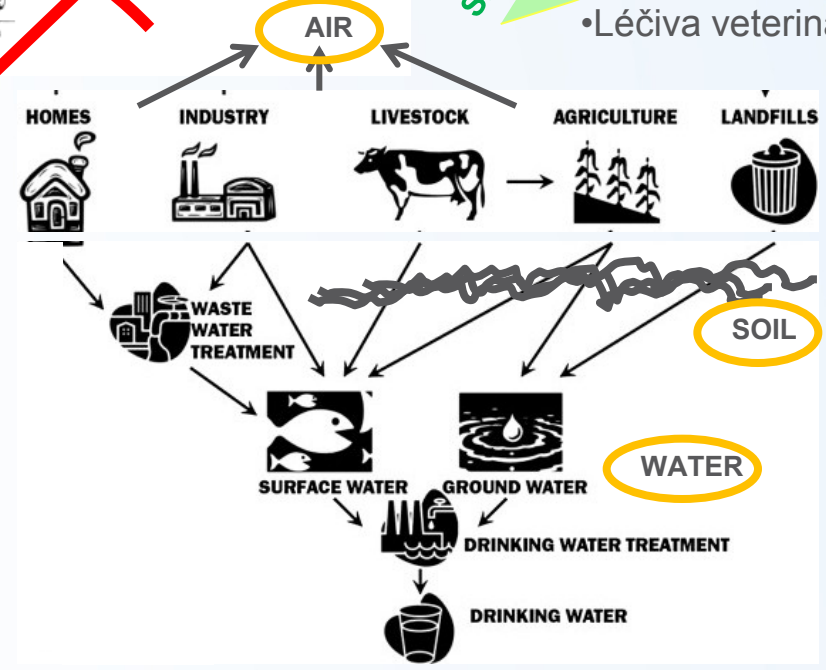 AIR
•Léčiva veterina
HOMES
INDUSTRY
LIVESTOCK
AGRICULTURE
LANDFILLS
WASTE
WATER
TREATMENT
SOIL
WATER
SURFACE WATER
GROUND WATER
DRINKING WATER TREATMENT
DRINKING WATER